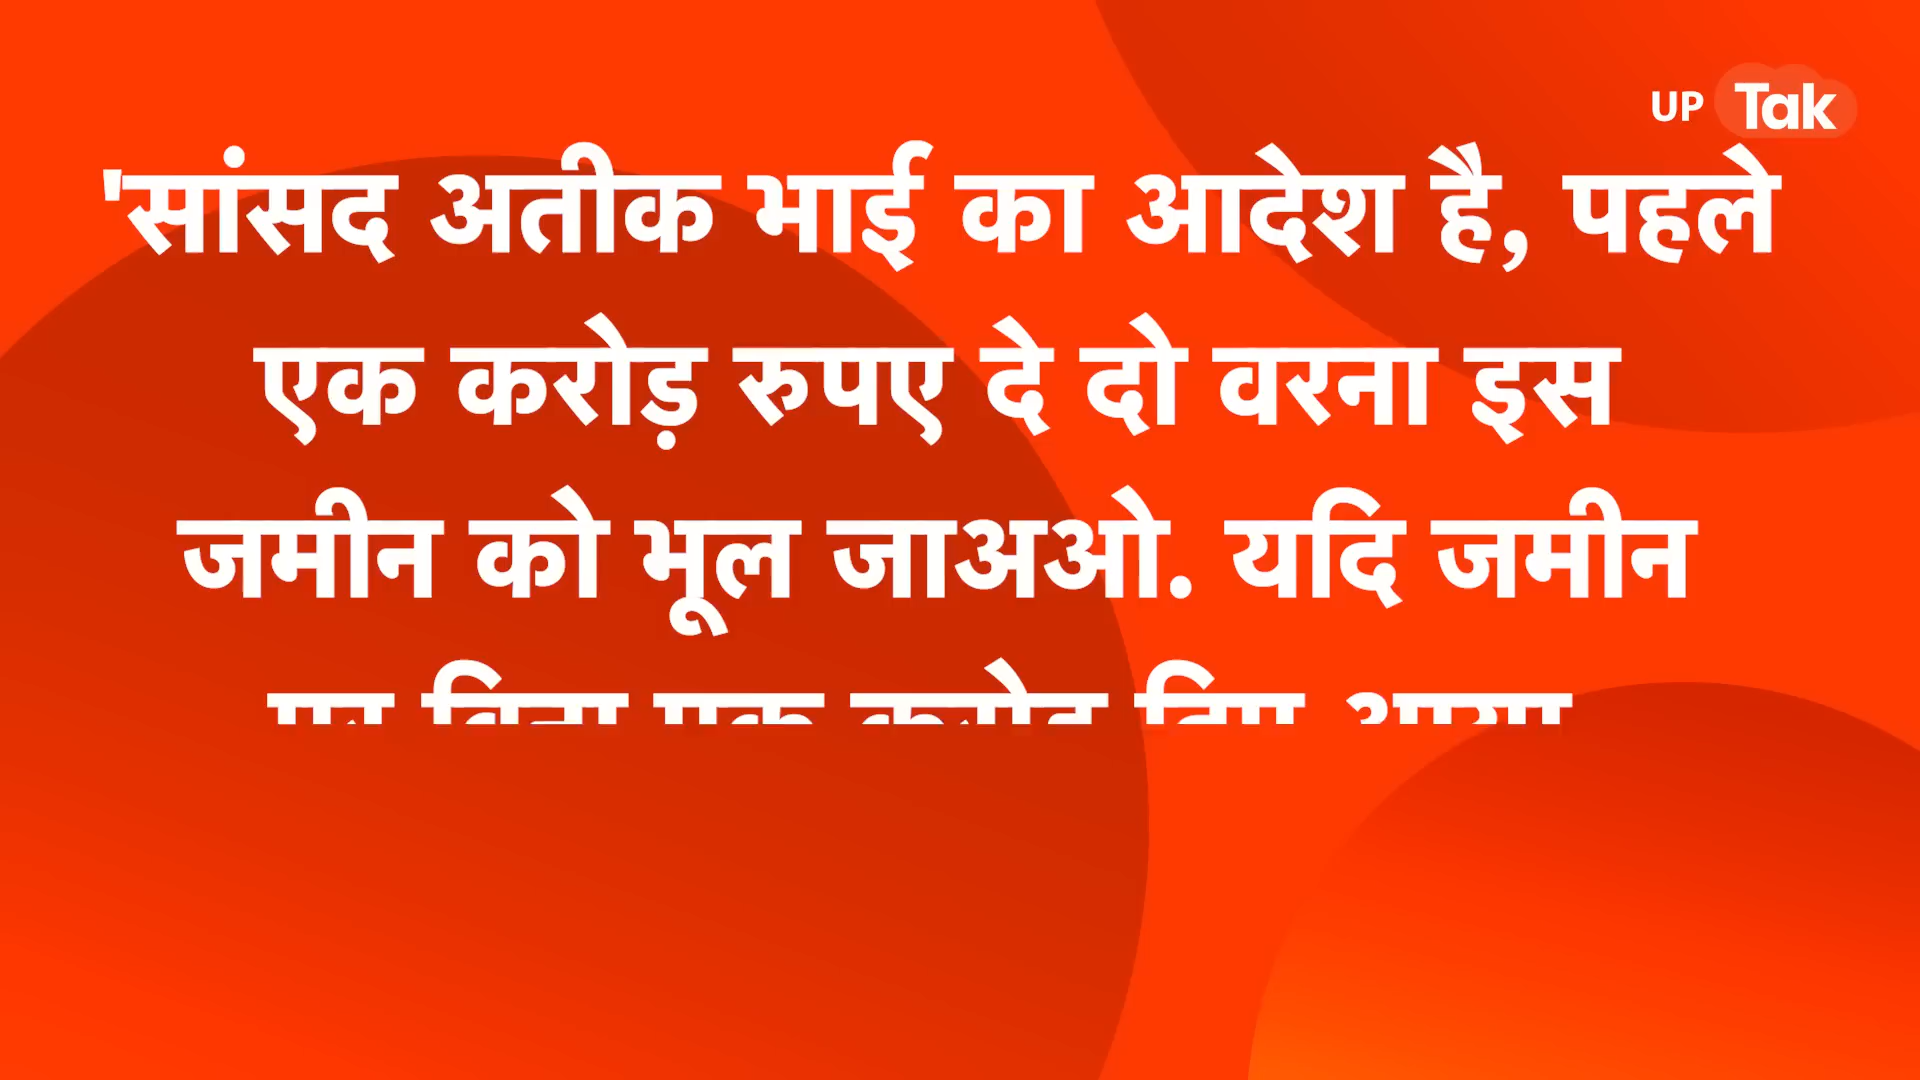 UP Tak
'सांसद अतीक भाई का आदेश है, पहले
एक करोड़ रुपए दे दो वरना इस
जमीन को भूल जाअओ. यदि जमीन